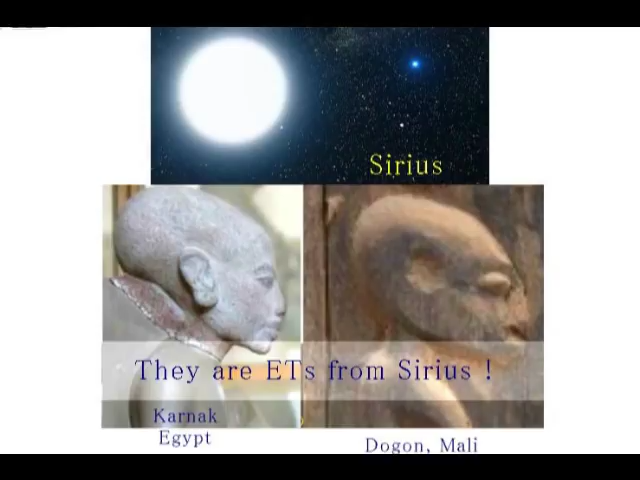 Sirius
They are ETs from Sirius !
Karnak
Egypt
Dogon, Mali